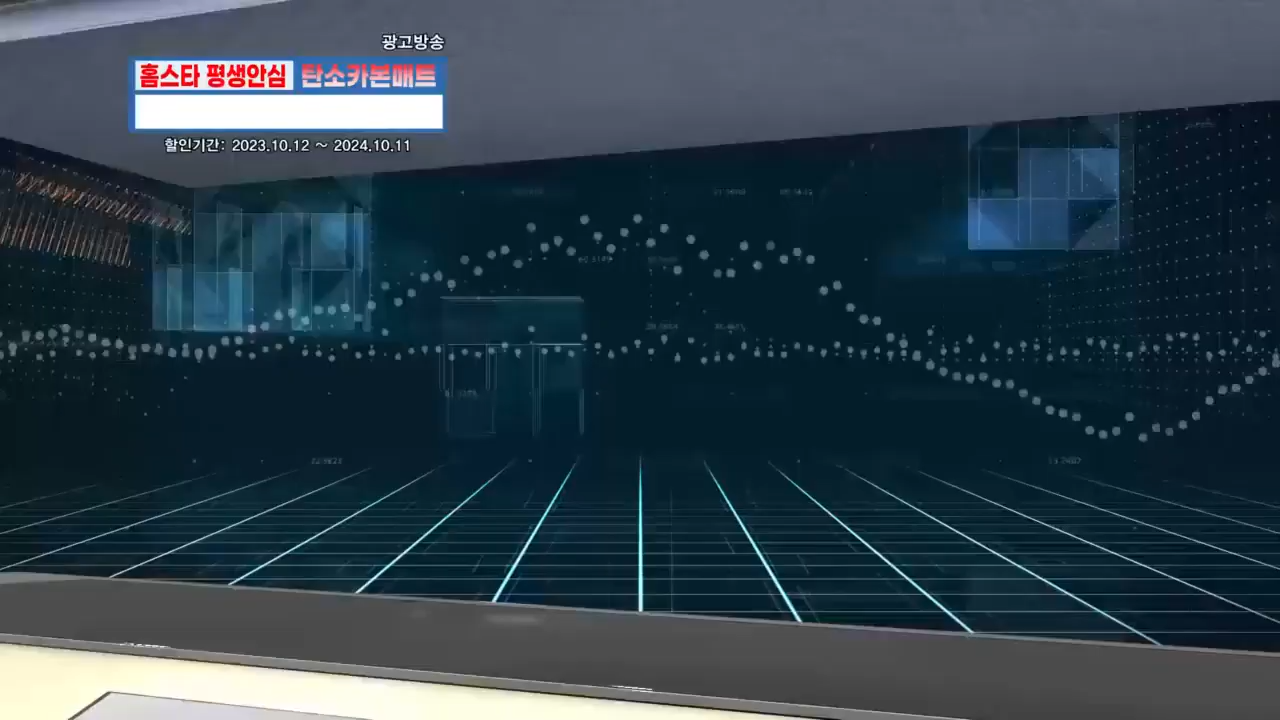 광고방송
홈스타 평생안심 탄소카본매트
할인기간: 2023.10.12 ~ 2024.10.11